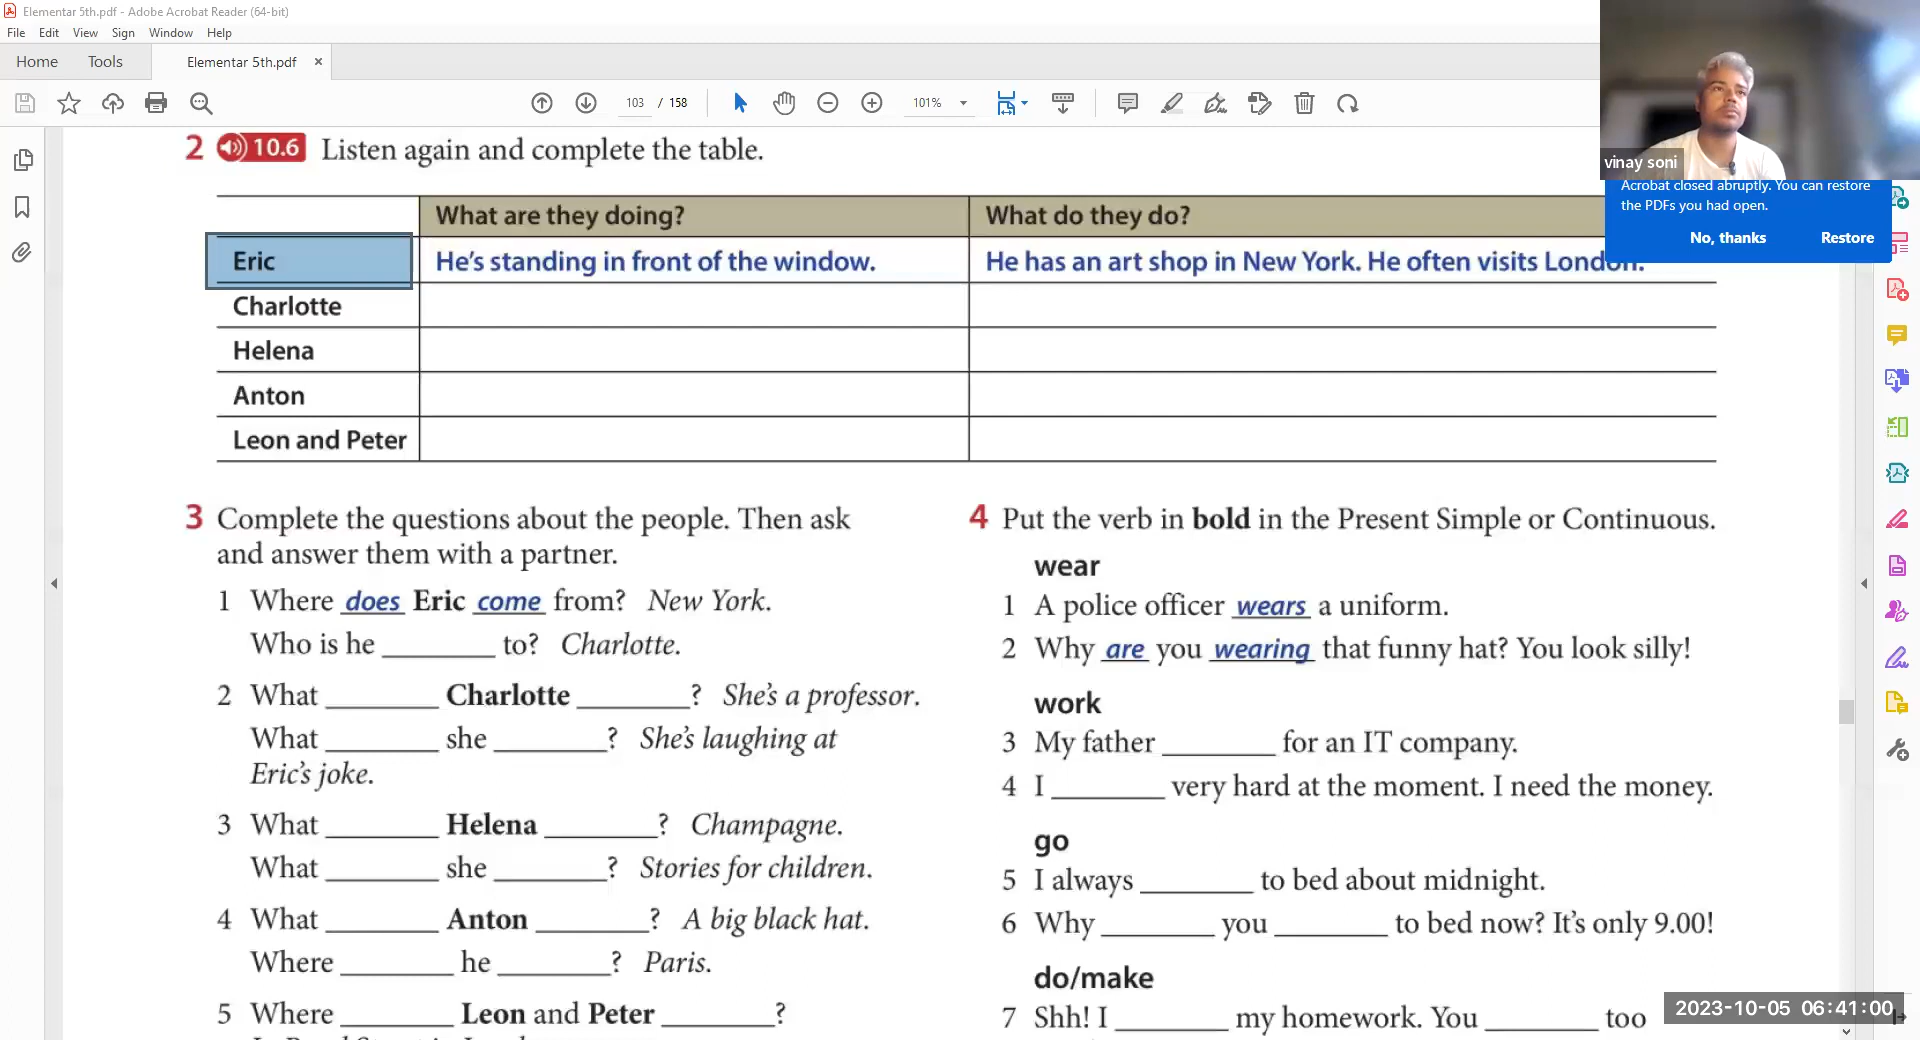 Elementar 5th.pdf - Adobe Acrobat Reader (64-bit)
File Edit View Sign Window Help
Home Tools Elementar 5th.pdf ×
103 / 158 101%
vinay soni
Acrobat closed abruptly. You can restore
the PDFs you had open.
No, thanks Restore
2 10.6 Listen again and complete the table.
What are they doing? What do they do?
Eric He's standing in front of the window. He has an art shop in New York. He often visits London.
Charlotte
Helena
Anton
Leon and Peter
3 Complete the questions about the people. Then ask
and answer them with a partner.
1 Where does Eric come from? New York.
Who is he ________ to? Charlotte.
2 What ________ Charlotte ________? She's a professor.
What ________ she ________? She's laughing at
Eric's joke.
3 What ________ Helena ________? Champagne.
What ________ she ________? Stories for children.
4 What ________ Anton ________? A big black hat.
Where ________ he ________? Paris.
5 Where ________ Leon and Peter ________?
4 Put the verb in bold in the Present Simple or Continuous.
wear
1 A police officer wears a uniform.
2 Why are you wearing that funny hat? You look silly!
work
3 My father ________ for an IT company.
4 I ________ very hard at the moment. I need the money.
go
5 I always ________ to bed about midnight.
6 Why ________ you ________ to bed now? It's only 9.00!
do/make
7 Shh! I ________ my homework. You ________ too
2023-10-05 06:41:00